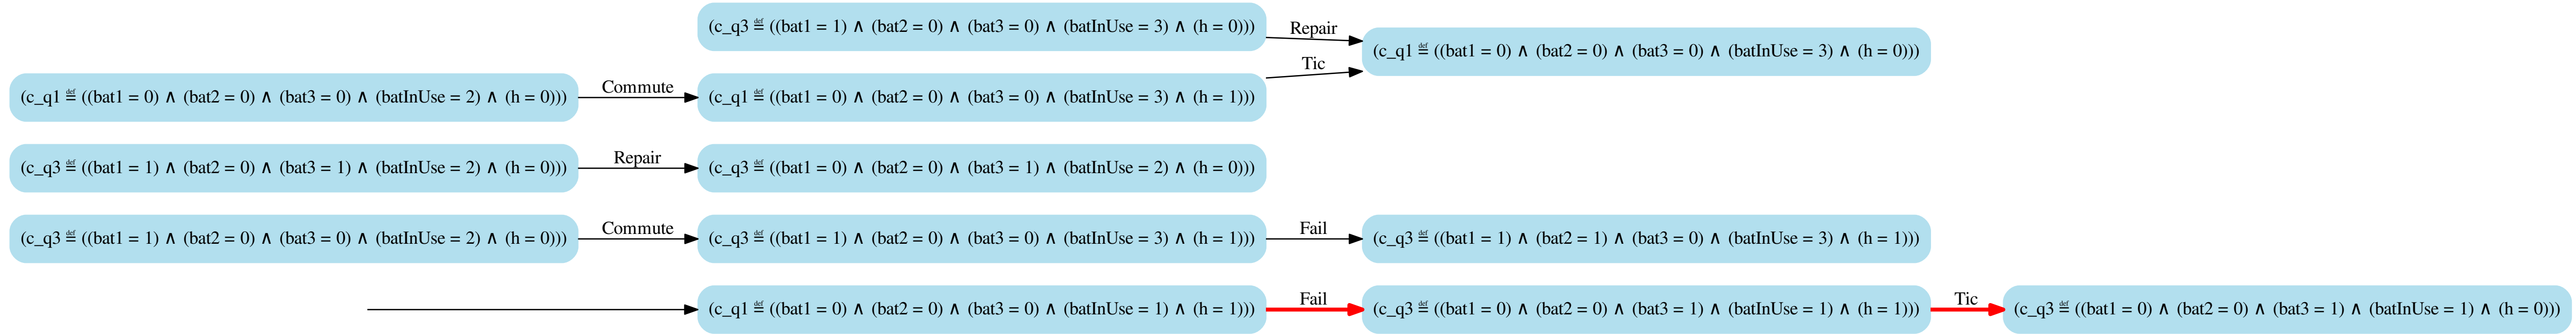 (c_q3 ≝ ((bat1 = 1) ∧ (bat2 = 0) ∧ (bat3 = 0) ∧ (batInUse = 3) ∧ (h = 0)))
Repair
(c_q1 ≝ ((bat1 = 0) ∧ (bat2 = 0) ∧ (bat3 = 0) ∧ (batInUse = 3) ∧ (h = 0)))
(c_q1 ≝ ((bat1 = 0) ∧ (bat2 = 0) ∧ (bat3 = 0) ∧ (batInUse = 2) ∧ (h = 0)))
Commute
(c_q1 ≝ ((bat1 = 0) ∧ (bat2 = 0) ∧ (bat3 = 0) ∧ (batInUse = 3) ∧ (h = 1)))
Tic
(c_q3 ≝ ((bat1 = 1) ∧ (bat2 = 0) ∧ (bat3 = 1) ∧ (batInUse = 2) ∧ (h = 0)))
Repair
(c_q3 ≝ ((bat1 = 0) ∧ (bat2 = 0) ∧ (bat3 = 1) ∧ (batInUse = 2) ∧ (h = 0)))
(c_q3 ≝ ((bat1 = 1) ∧ (bat2 = 0) ∧ (bat3 = 0) ∧ (batInUse = 2) ∧ (h = 0)))
Commute
(c_q3 ≝ ((bat1 = 1) ∧ (bat2 = 0) ∧ (bat3 = 0) ∧ (batInUse = 3) ∧ (h = 1)))
Fail
(c_q3 ≝ ((bat1 = 1) ∧ (bat2 = 1) ∧ (bat3 = 0) ∧ (batInUse = 3) ∧ (h = 1)))
(c_q1 ≝ ((bat1 = 0) ∧ (bat2 = 0) ∧ (bat3 = 0) ∧ (batInUse = 1) ∧ (h = 1)))
Fail
(c_q3 ≝ ((bat1 = 0) ∧ (bat2 = 0) ∧ (bat3 = 1) ∧ (batInUse = 1) ∧ (h = 1)))
Tic
(c_q3 ≝ ((bat1 = 0) ∧ (bat2 = 0) ∧ (bat3 = 1) ∧ (batInUse = 1) ∧ (h = 0)))